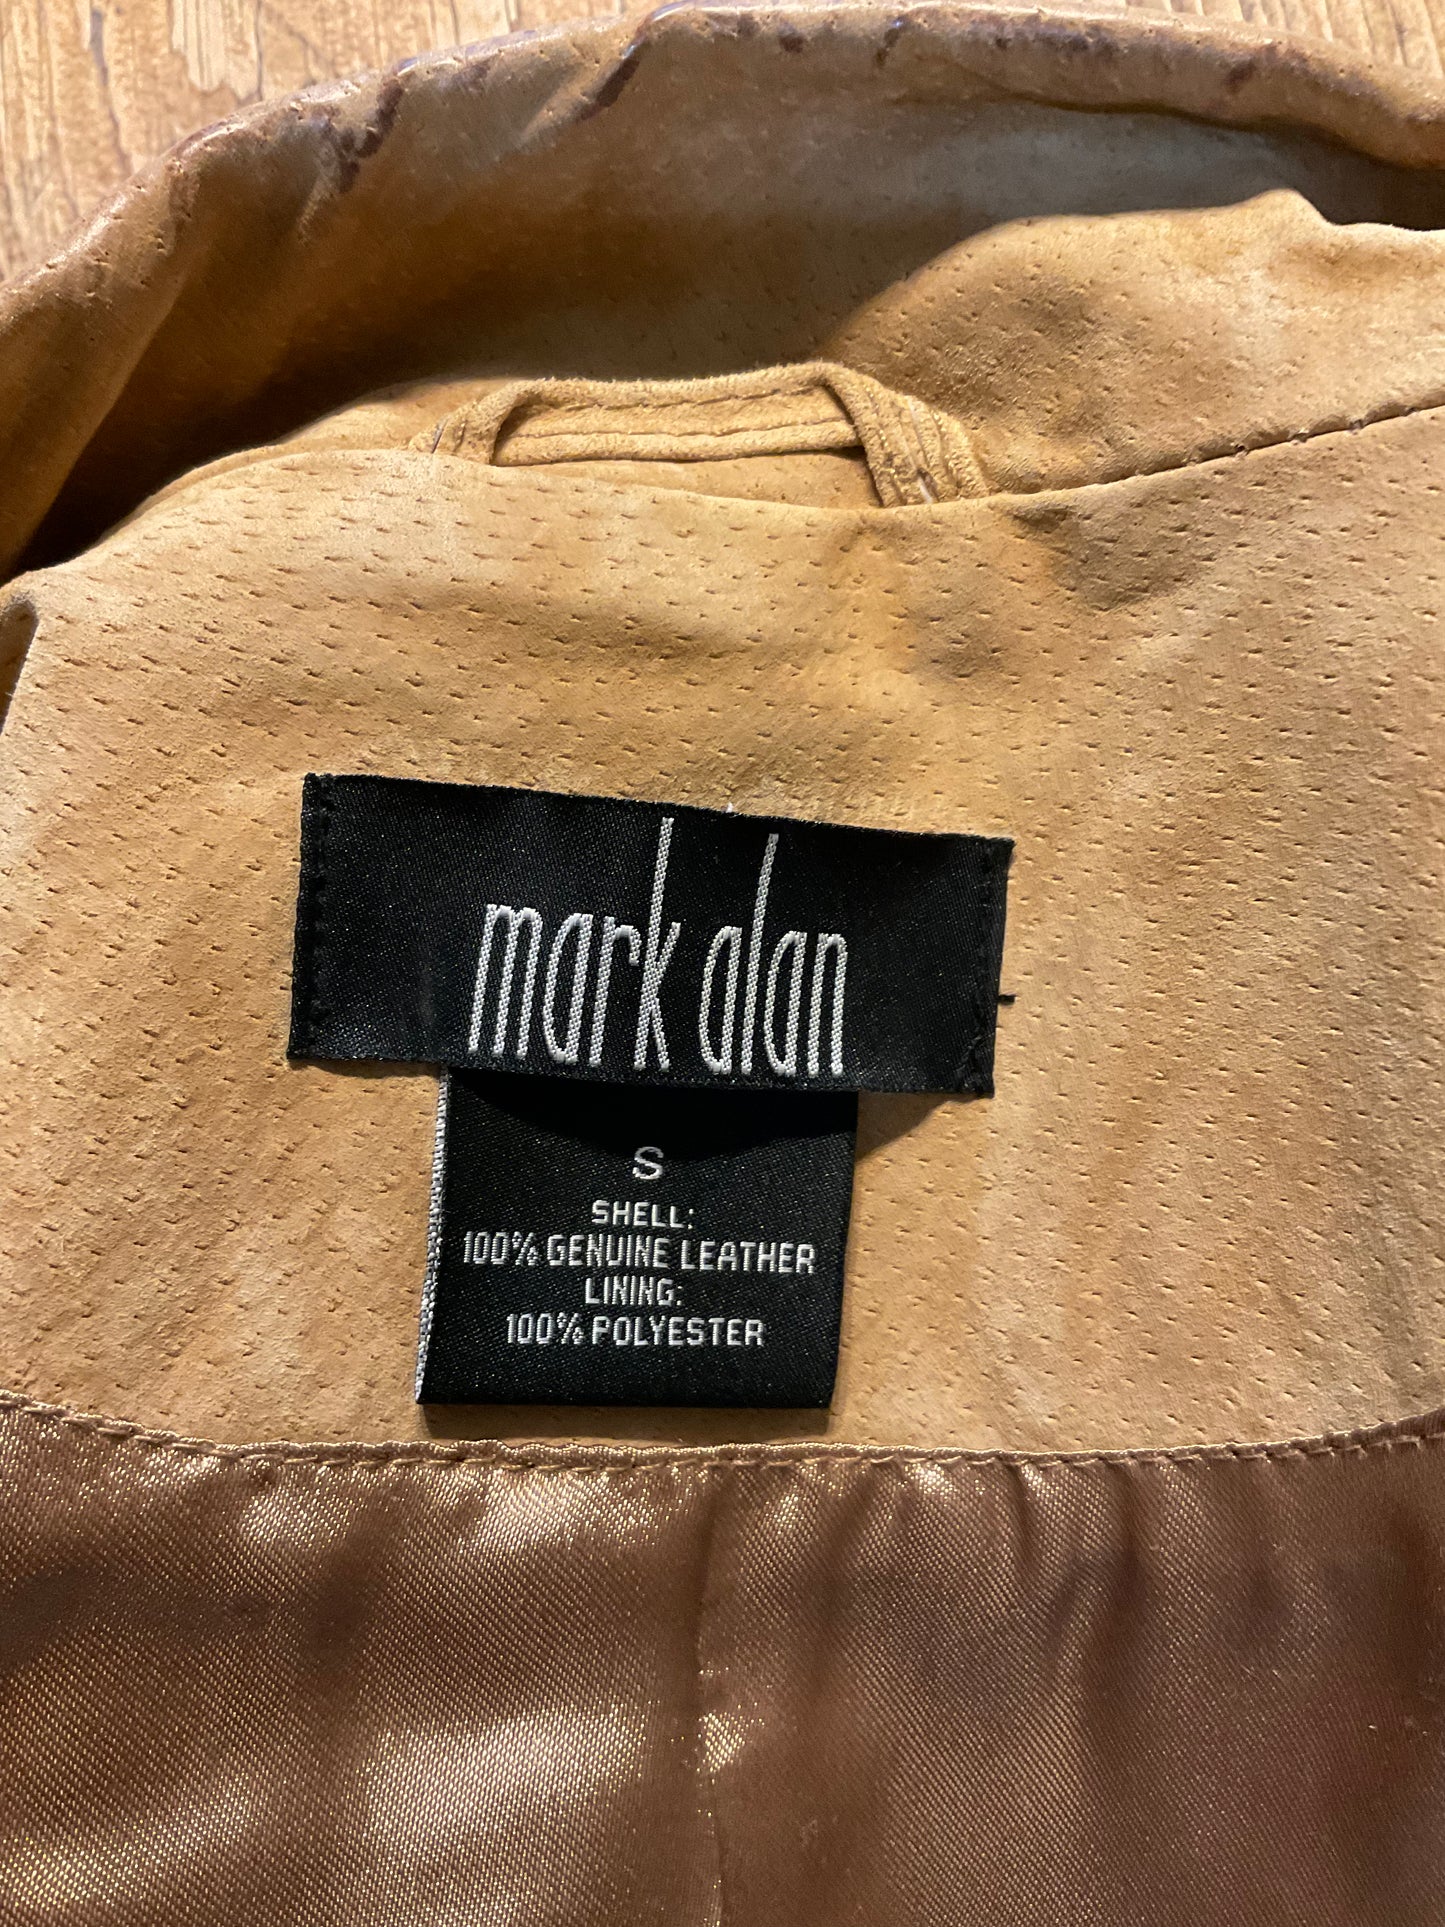 mark alan
S
SHELL:
100% GENUINE LEATHER
LINING:
100% POLYESTER